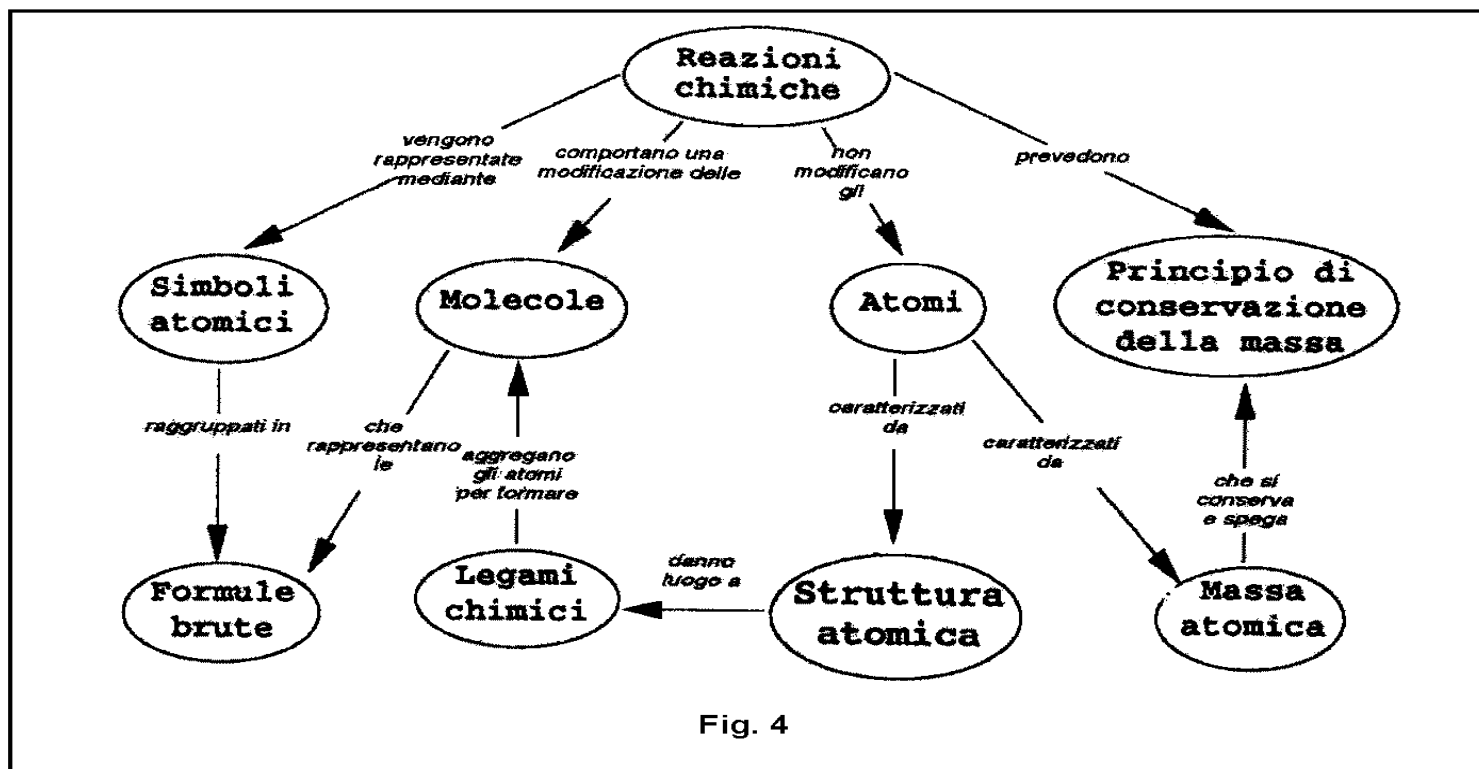 Reazioni
chimiche
vengono
rappresentate
mediante
comportano una
modificazione delle
non
modificano
gli
prevedono
Simboli
atomici
Molecole
Atomi
Principio di
conservazione
della massa
raggruppati in
che
rappresentano
le
aggregano
gli atomi
per formare
caratterizzati
da
caratterizzati
da
che si
conserva
e spega
Formule
brute
Legami
chimici
danno
luogo a
Struttura
atomica
Massa
atomica
Fig. 4